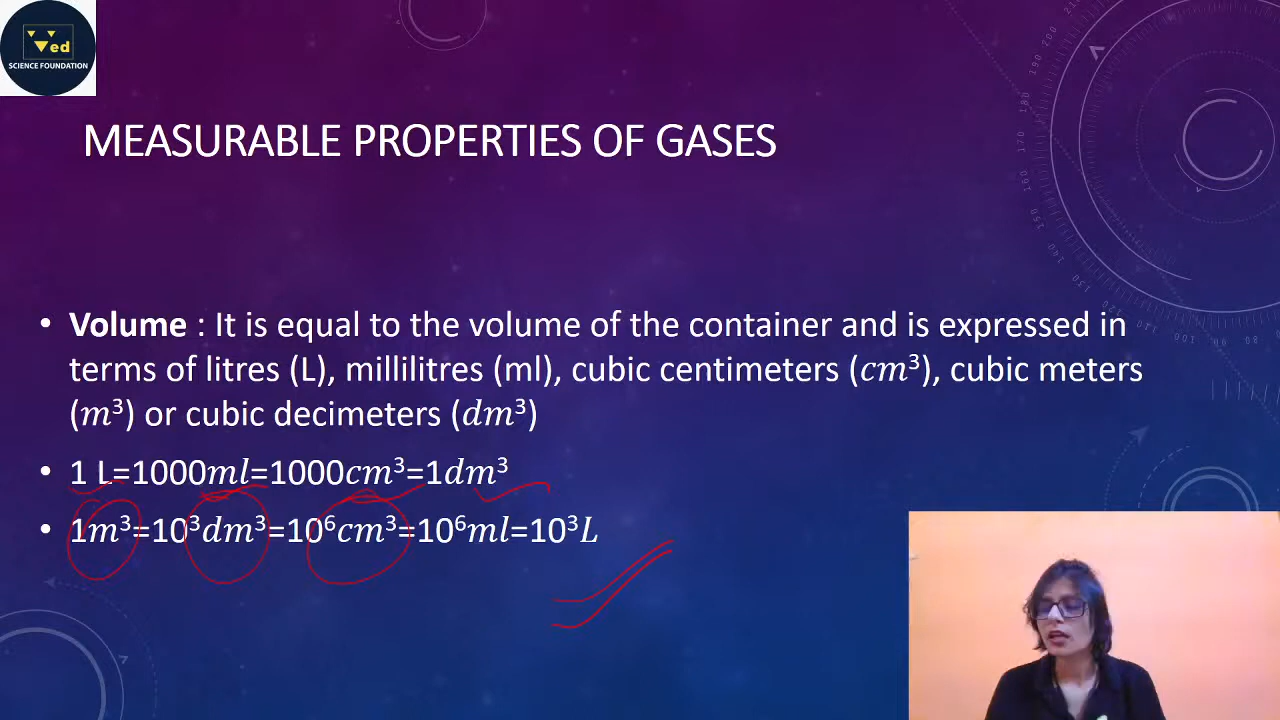 Ved
SCIENCE FOUNDATION
MEASURABLE PROPERTIES OF GASES
• Volume : It is equal to the volume of the container and is expressed in
terms of litres (L), millilitres (ml), cubic centimeters (cm³), cubic meters
(m³) or cubic decimeters (dm³)
• 1 L=1000ml=1000cm³=1dm³
• 1m³=10³dm³=10⁶cm³=10⁶ml=10³L